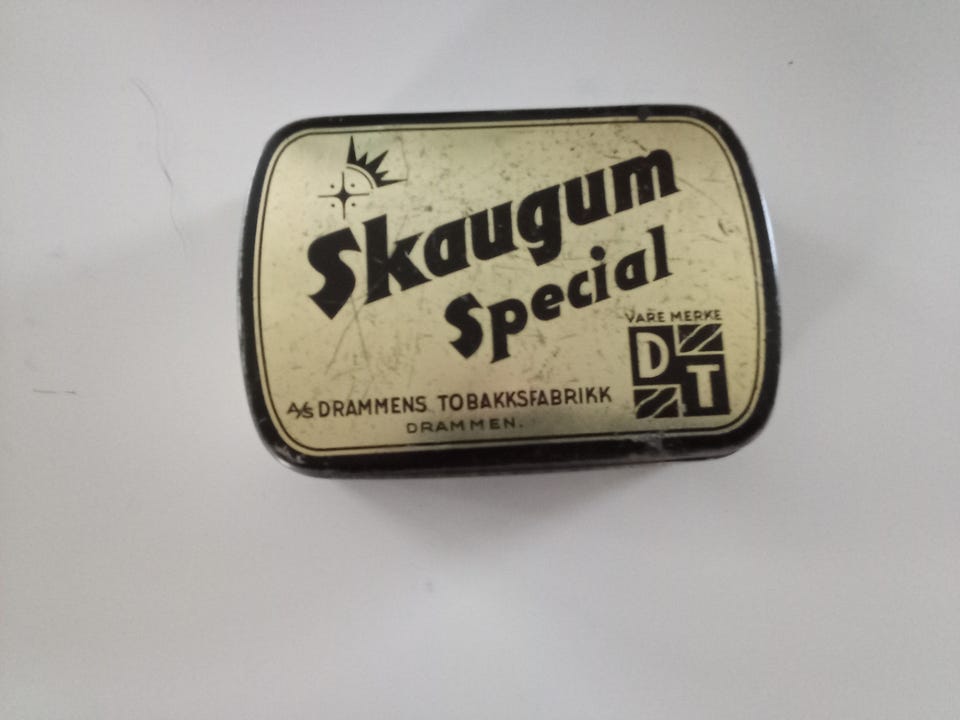 Skaugum
Special
VARE MERKE
D
T
A/S DRAMMENS TOBAKKSFABRIKK
DRAMMEN.